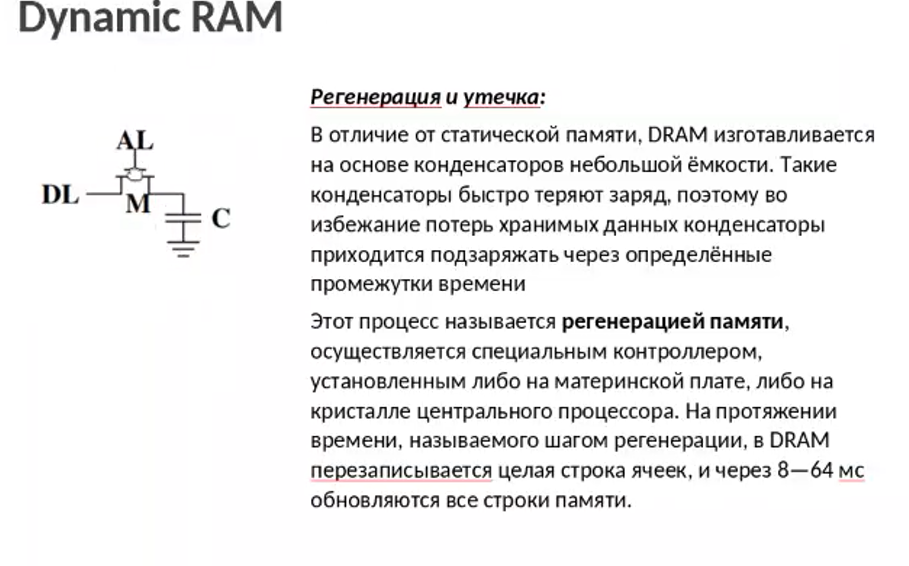 Dynamic RAM
Регенерация и утечка:
AL
DL
M
C
В отличие от статической памяти, DRAM изготавливается
на основе конденсаторов небольшой ёмкости. Такие
конденсаторы быстро теряют заряд, поэтому во
избежание потерь хранимых данных конденсаторы
приходится подзаряжать через определённые
промежутки времени
Этот процесс называется регенерацией памяти,
осуществляется специальным контроллером,
установленным либо на материнской плате, либо на
кристалле центрального процессора. На протяжении
времени, называемого шагом регенерации, в DRAM
перезаписывается целая строка ячеек, и через 8—64 мс
обновляются все строки памяти.